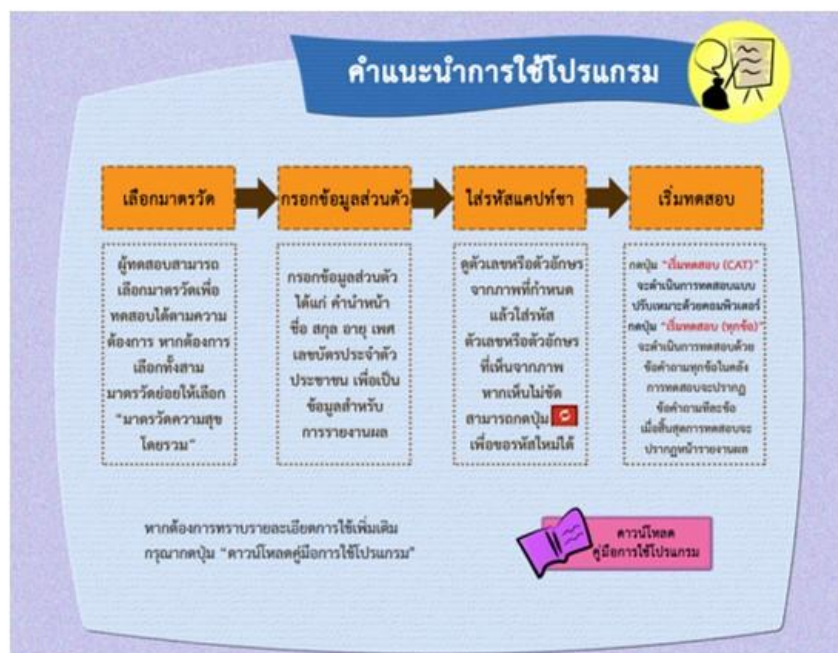 คำแนะนำการใช้โปรแกรม
เลือกมาตรวัด
ผู้ทดสอบสามารถ
เลือกมาตรวัดเพื่อ
ทดสอบได้ตามความ
ต้องการ หากต้องการ
เลือกทั้งสาม
มาตรวัดย่อยให้เลือก
“มาตรวัดความสุข
โดยรวม”
กรอกข้อมูลส่วนตัว
กรอกข้อมูลส่วนตัว
ได้แก่ คำนำหน้า
ชื่อ สกุล อายุ เพศ
เลขบัตรประจำตัว
ประชาชน เพื่อเป็น
ข้อมูลสำหรับ
การรายงานผล
ใส่รหัสแคปท์ชา
ดูตัวเลขหรือตัวอักษร
จากภาพที่กำหนด
แล้วใส่รหัส
ตัวเลขหรือตัวอักษร
ที่เห็นจากภาพ
หากเห็นไม่ชัด
สามารถกดปุ่ม
เพื่อขอรหัสใหม่ได้
เริ่มทดสอบ
กดปุ่ม “เริ่มทดสอบ (CAT)”
จะดำเนินการทดสอบแบบ
ปรับเหมาะด้วยคอมพิวเตอร์
กดปุ่ม “เริ่มทดสอบ (ทุกข้อ)”
จะดำเนินการทดสอบด้วย
ข้อคำถามทุกข้อในคลัง
การทดสอบจะปรากฏ
ข้อคำถามทีละข้อ
เมื่อสิ้นสุดการทดสอบจะ
ปรากฏหน้ารายงานผล
หากต้องการทราบรายละเอียดการใช้เพิ่มเติม
กรุณากดปุ่ม “ดาวน์โหลดคู่มือการใช้โปรแกรม”
ดาวน์โหลด
คู่มือการใช้โปรแกรม